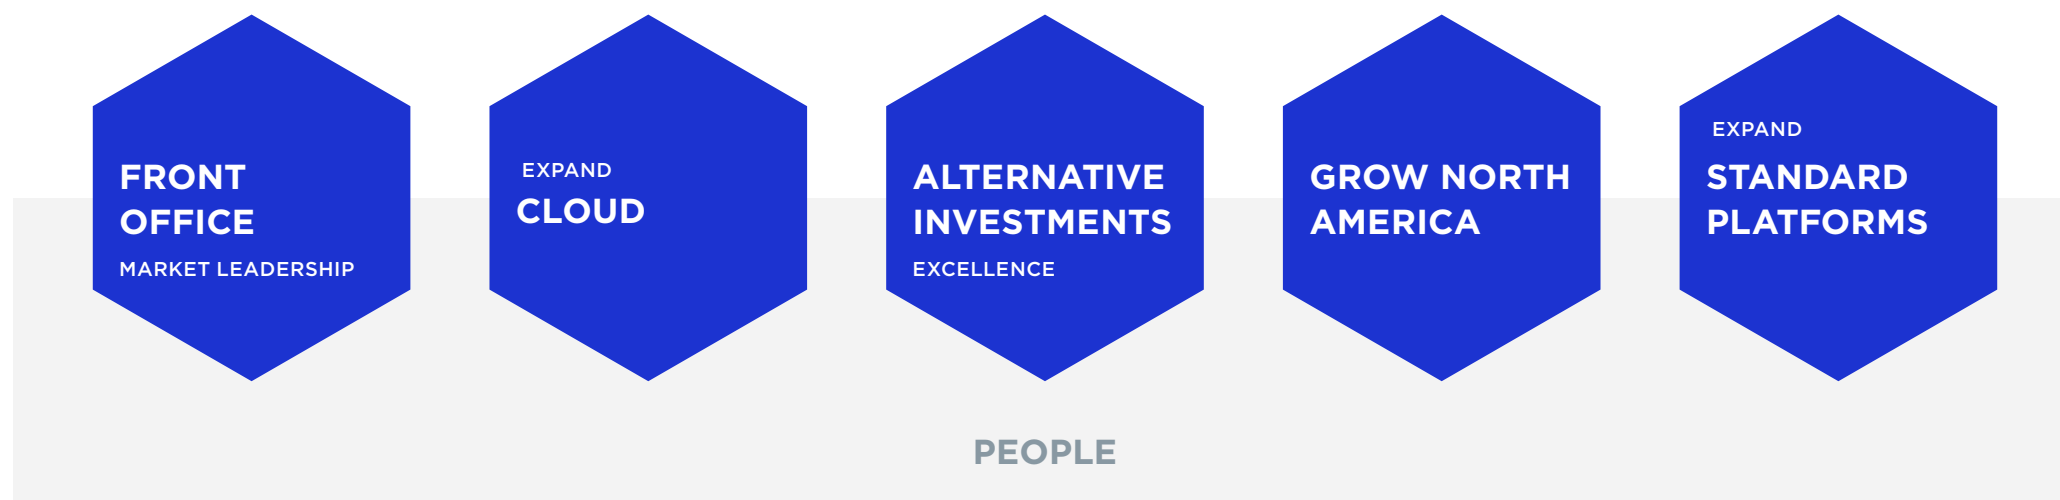 FRONT
OFFICE
MARKET LEADERSHIP
EXPAND
CLOUD
ALTERNATIVE
INVESTMENTS
EXCELLENCE
GROW NORTH
AMERICA
EXPAND
STANDARD
PLATFORMS
PEOPLE